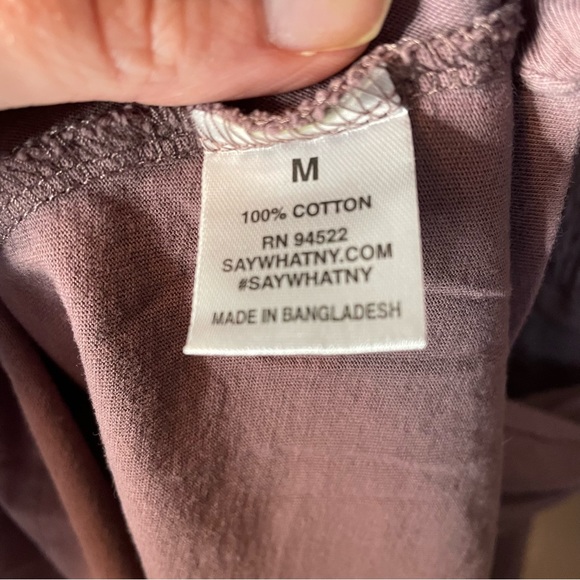 M
100% COTTON
RN 94522
SAYWHATNY.COM
#SAYWHATNY
MADE IN BANGLADESH